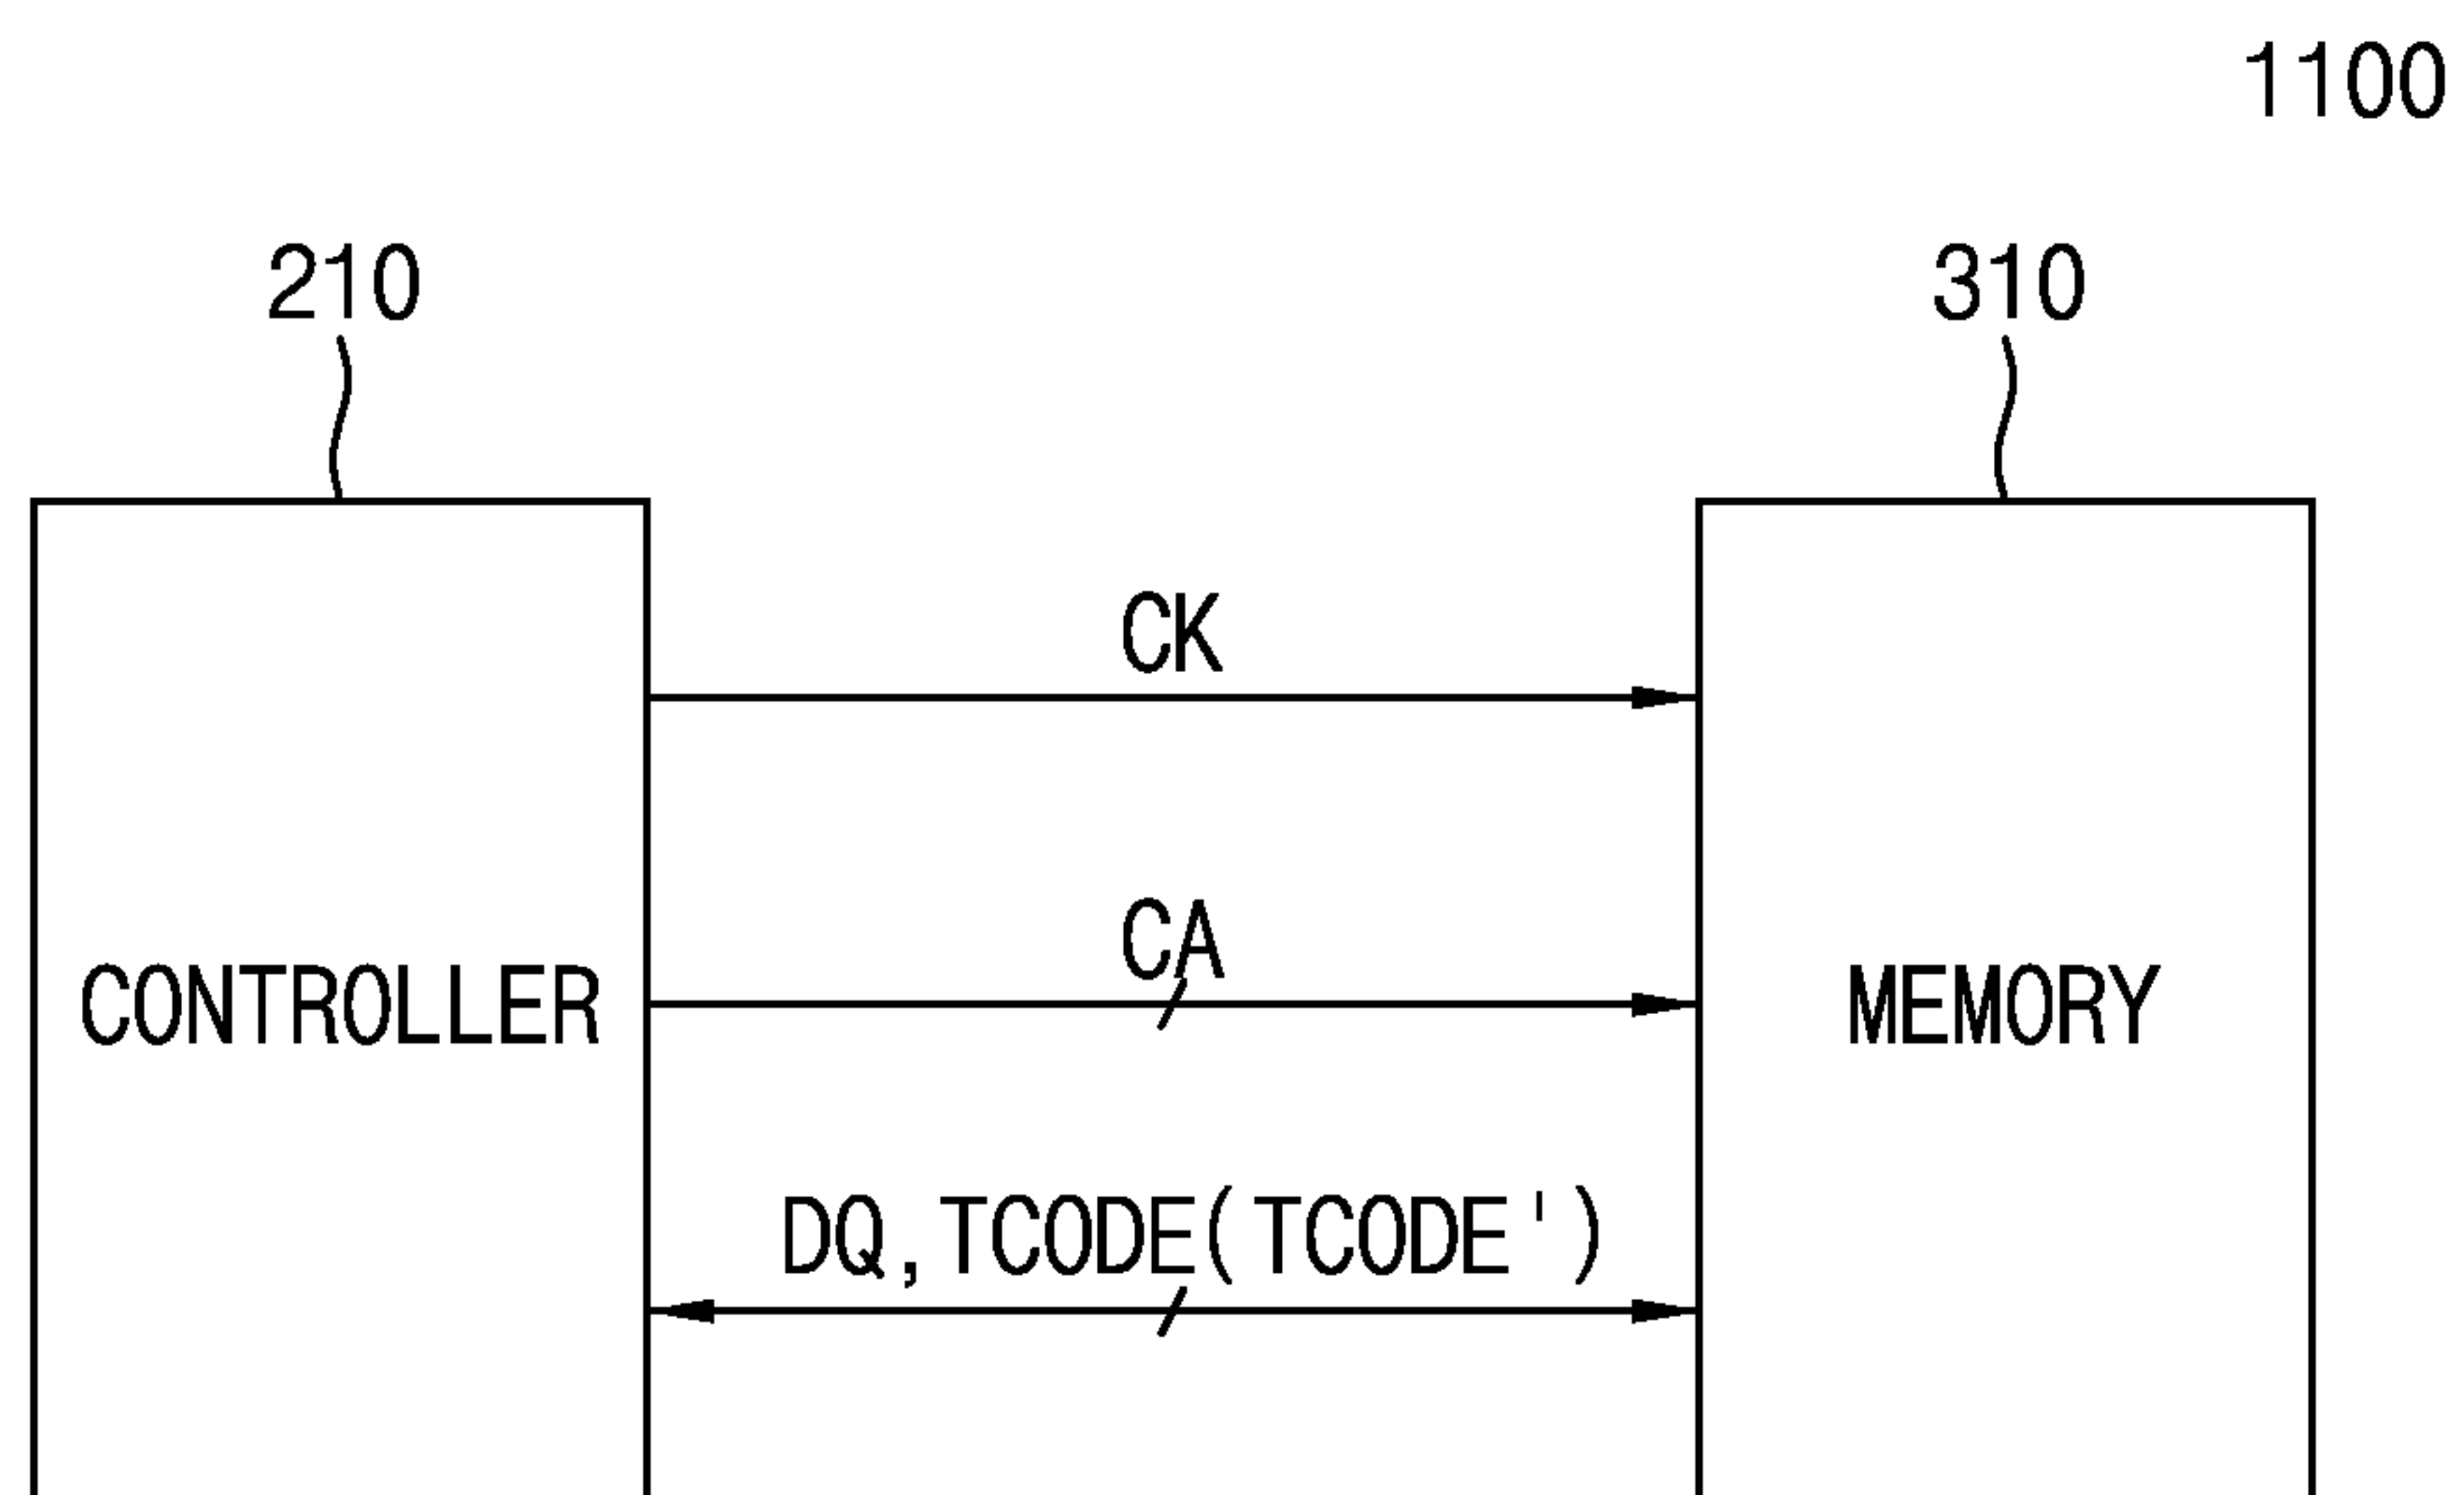 1100
210
310
CK
CA
CONTROLLER
MEMORY
DQ,TCODE(TCODE')